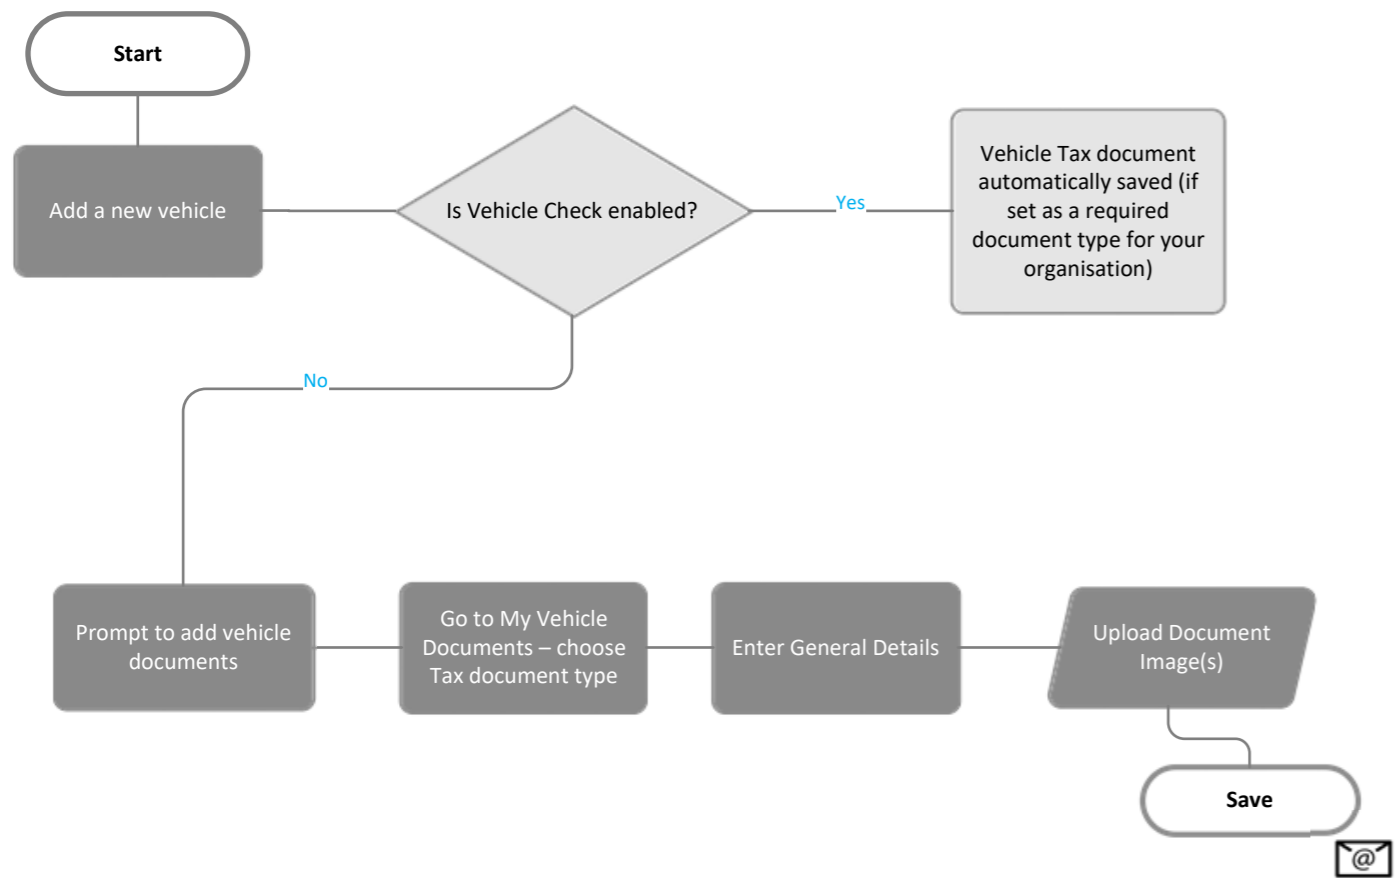 Start
Add a new vehicle
Is Vehicle Check enabled?
Yes
Vehicle Tax document
automatically saved (if
set as a required
document type for your
organisation)
No
Prompt to add vehicle
documents
Go to My Vehicle
Documents – choose
Tax document type
Enter General Details
Upload Document
Image(s)
Save
@